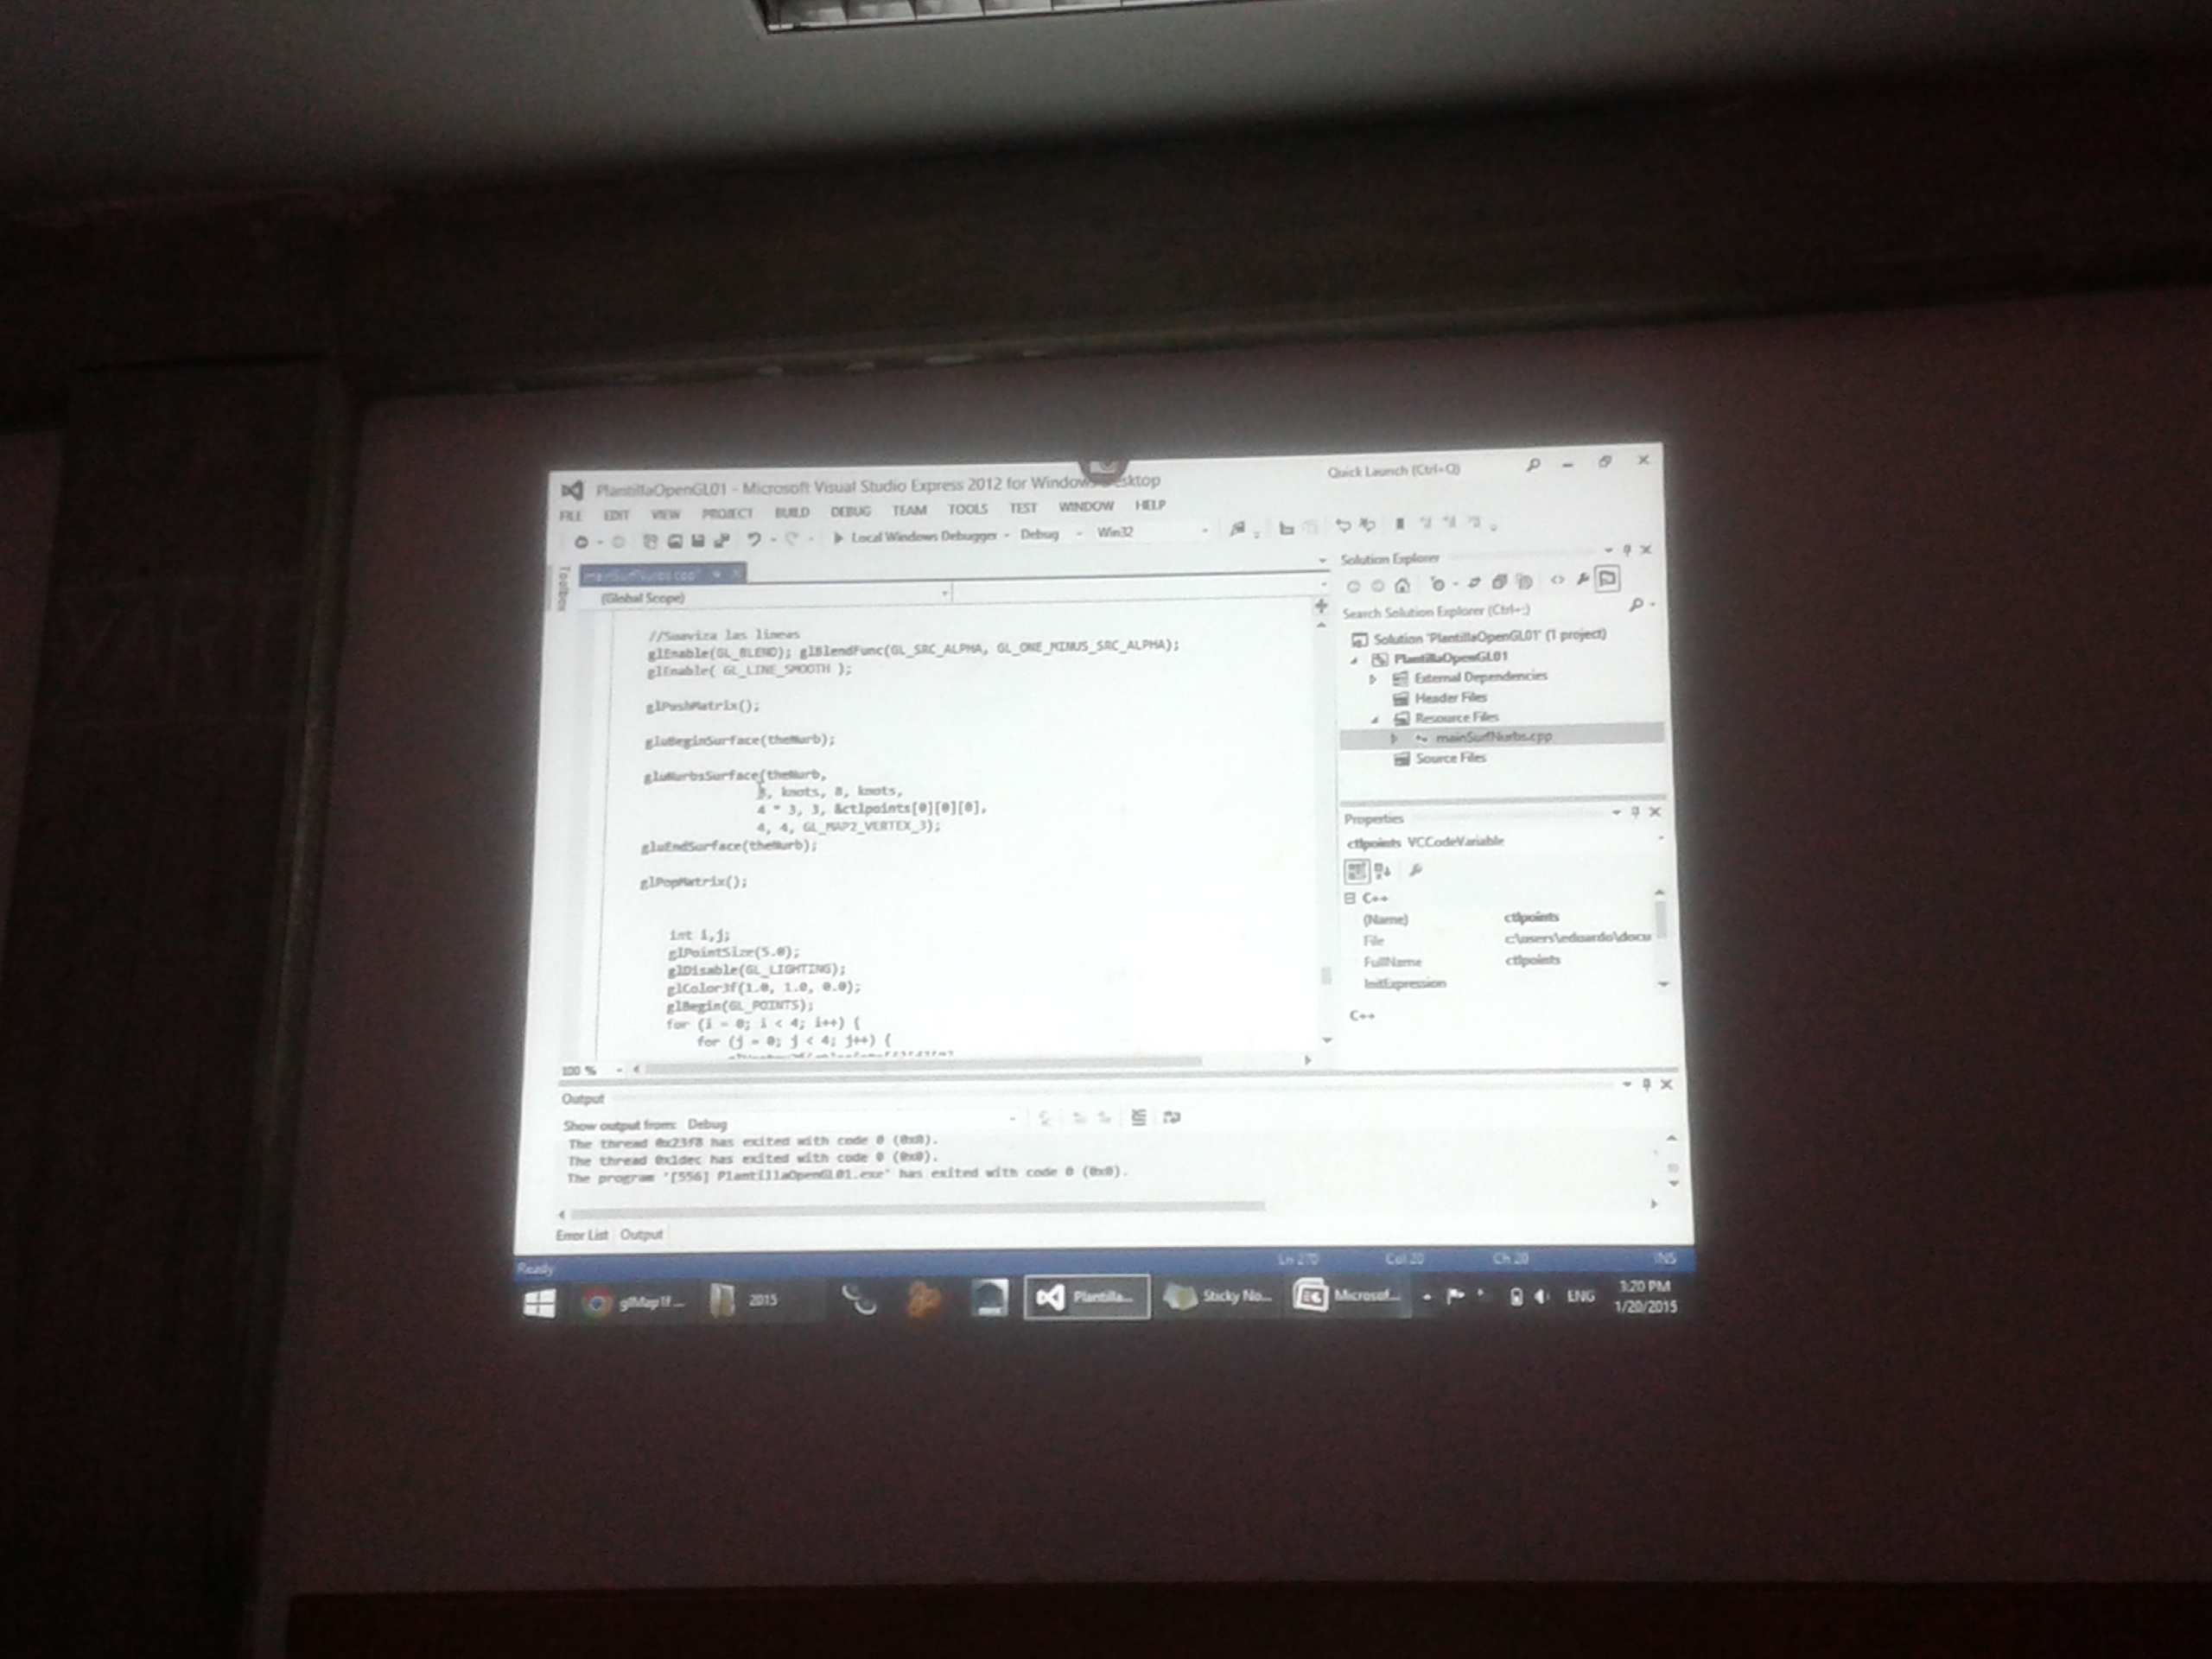 Quick Launch (Ctrl+Q)
PlantillaOpenGL01 - Microsoft Visual Studio Express 2012 for Windows Desktop
FILE EDIT VIEW PROJECT BUILD DEBUG TEAM TOOLS TEST WINDOW HELP
Local Windows Debugger Debug Win32
Toolbox
mainSurfNurbs.cpp*
(Global Scope)
//Suaviza las lineas
glEnable(GL_BLEND); glBlendFunc(GL_SRC_ALPHA, GL_ONE_MINUS_SRC_ALPHA);
glEnable( GL_LINE_SMOOTH );
glPushMatrix();
gluBeginSurface(theNurb);
gluNurbsSurface(theNurb,
8, knots, 8, knots,
4 * 3, 3, &ctlpoints[0][0][0],
4, 4, GL_MAP2_VERTEX_3);
gluEndSurface(theNurb);
glPopMatrix();
int i,j;
glPointSize(5.0);
glDisable(GL_LIGHTING);
glColor3f(1.0, 1.0, 0.0);
glBegin(GL_POINTS);
for (i = 0; i < 4; i++) {
for (j = 0; j < 4; j++) {
100 %
Solution Explorer
Search Solution Explorer (Ctrl+;)
Solution 'PlantillaOpenGL01' (1 project)
PlantillaOpenGL01
External Dependencies
Header Files
Resource Files
mainSurfNurbs.cpp
Source Files
Properties
ctlpoints VCCodeVariable
C++
(Name) ctlpoints
File c:\users\eduardo\docu
FullName ctlpoints
InitExpression
C++
Output
Show output from: Debug
The thread 0x23f8 has exited with code 0 (0x0).
The thread 0x1dec has exited with code 0 (0x0).
The program '[556] PlantillaOpenGL01.exe' has exited with code 0 (0x0).
Error List Output
Ready Ln 270 Col 20 Ch 20 INS
glMap1f ... 2015 Plantilla... Sticky No... Microsof... ENG
3:20 PM
1/20/2015